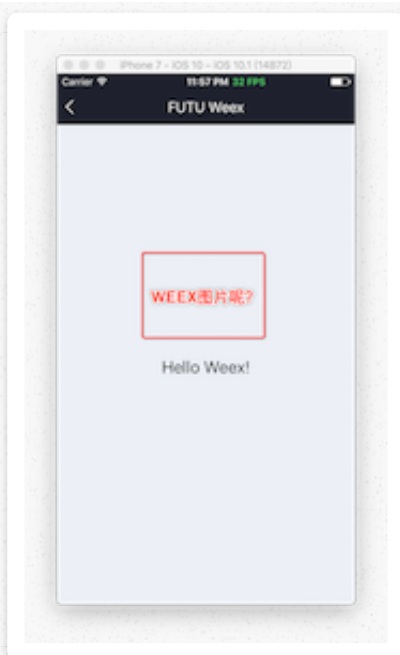 iPhone 7 - iOS 10 - iOS 10.1 (14B72)
Carrier 11:57 PM 32 FPS
FUTU Weex
WEEX图片呢?
Hello Weex!